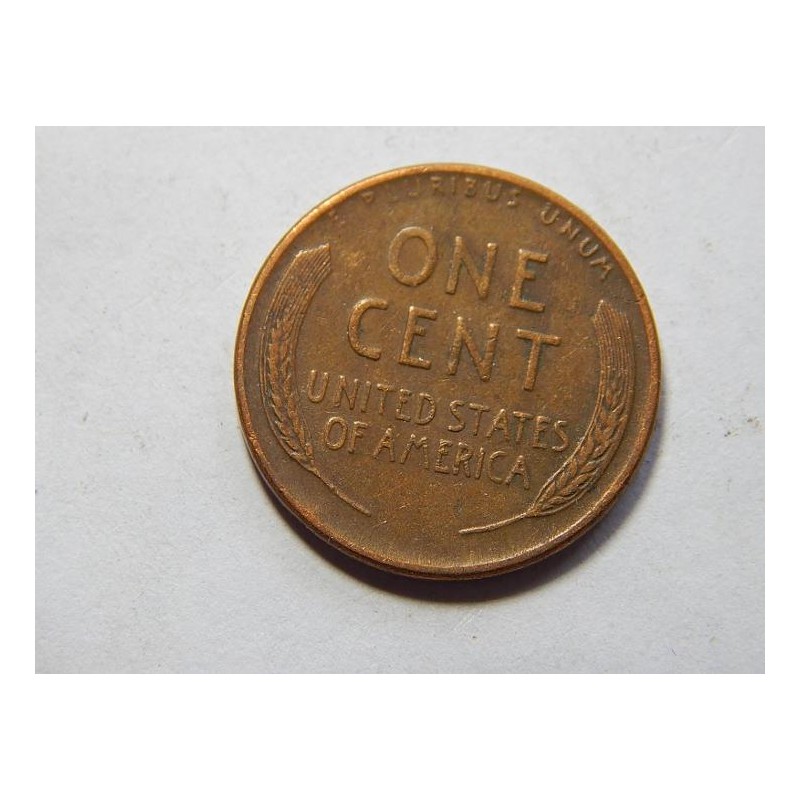 E PLURIBUS UNUM
ONE
CENT
UNITED STATES
OF AMERICA